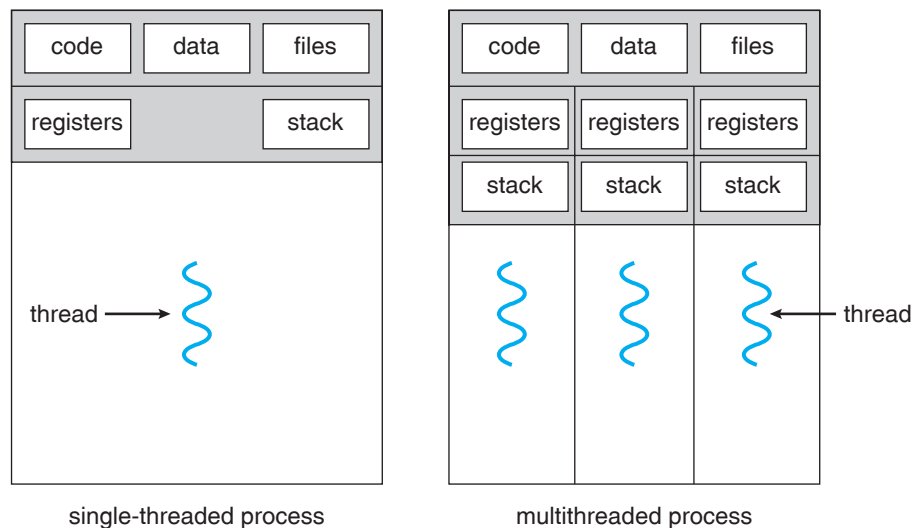 code data files code data files
registers stack registers registers registers
stack stack stack
thread thread
single-threaded process multithreaded process